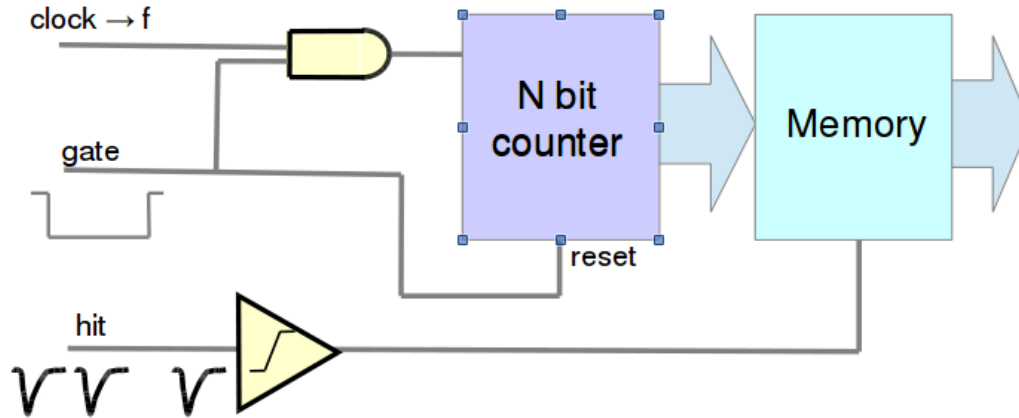 clock → f
N bit
counter
Memory
gate
reset
hit